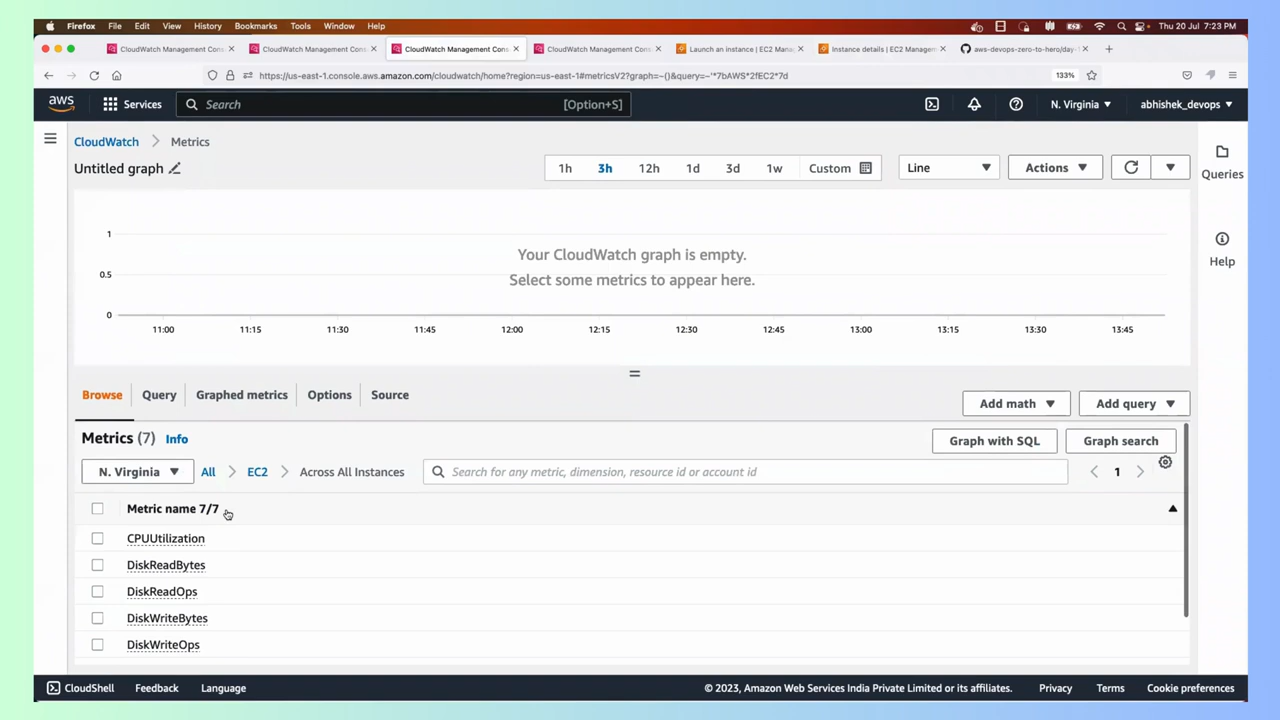 Firefox File Edit View History Bookmarks Tools Window Help Thu 20 Jul 7:23 PM
CloudWatch Management Cons CloudWatch Management Cons CloudWatch Management Cons CloudWatch Management Cons Launch an instance | EC2 Manag Instance details | EC2 Managem aws-devops-zero-to-hero/day-
https://us-east-1.console.aws.amazon.com/cloudwatch/home?region=us-east-1#metricsV2?graph=~()&query=~'*7bAWS*2fEC2*7d 133%
aws Services Search [Option+S] N. Virginia abhishek_devops
CloudWatch Metrics
Untitled graph 1h 3h 12h 1d 3d 1w Custom Line Actions
Queries
Help
1
0.5
0
Your CloudWatch graph is empty.
Select some metrics to appear here.
11:00 11:15 11:30 11:45 12:00 12:15 12:30 12:45 13:00 13:15 13:30 13:45
Browse Query Graphed metrics Options Source Add math Add query
Metrics (7) Info Graph with SQL Graph search
N. Virginia All EC2 Across All Instances Search for any metric, dimension, resource id or account id 1
Metric name 7/7
CPUUtilization
DiskReadBytes
DiskReadOps
DiskWriteBytes
DiskWriteOps
CloudShell Feedback Language © 2023, Amazon Web Services India Private Limited or its affiliates. Privacy Terms Cookie preferences